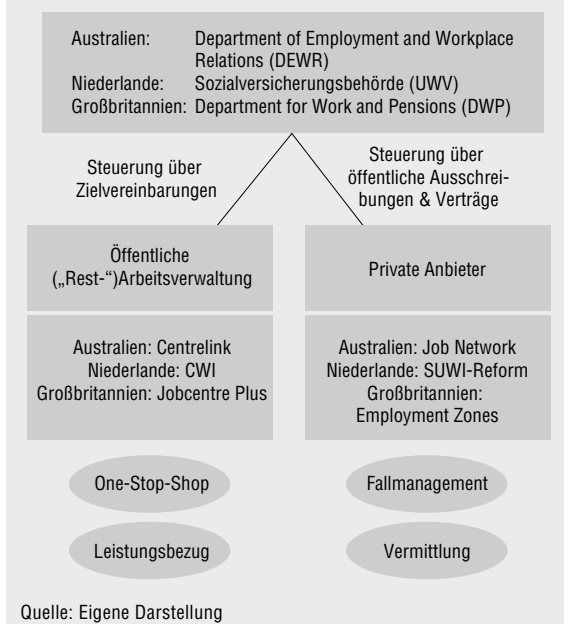 Australien: Department of Employment and Workplace
Relations (DEWR)
Niederlande: Sozialversicherungsbehörde (UWV)
Großbritannien: Department for Work and Pensions (DWP)
Steuerung über
Zielvereinbarungen
Steuerung über
öffentliche Ausschrei-
bungen & Verträge
Öffentliche
(„Rest-“)Arbeitsverwaltung
Private Anbieter
Australien: Centrelink
Niederlande: CWI
Großbritannien: Jobcentre Plus
Australien: Job Network
Niederlande: SUWI-Reform
Großbritannien:
Employment Zones
One-Stop-Shop
Fallmanagement
Leistungsbezug
Vermittlung
Quelle: Eigene Darstellung